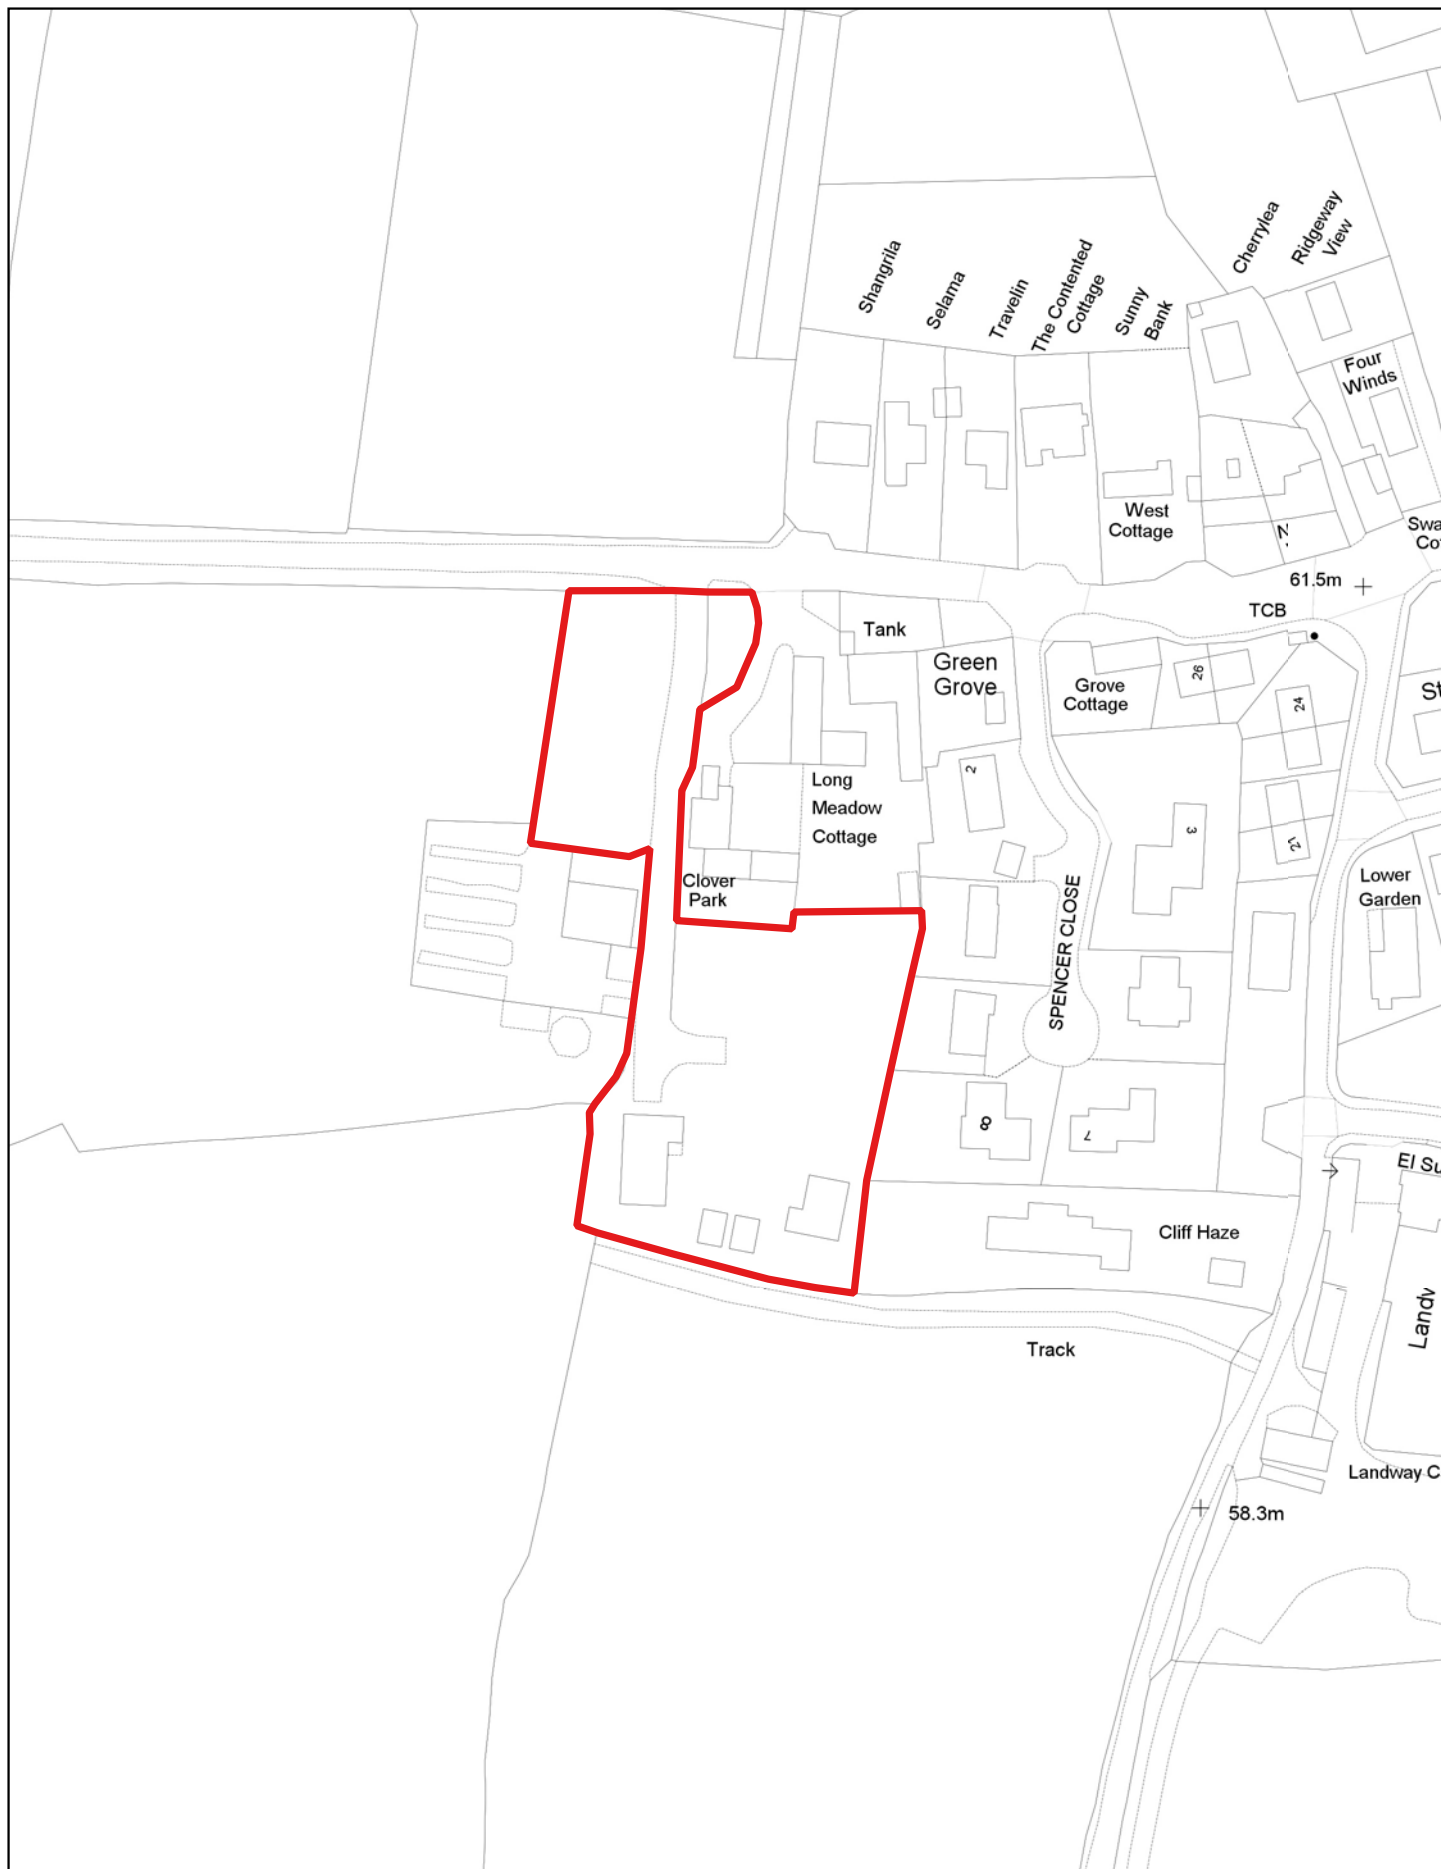 Shangrila
Selama
Travelin
The Contented
Cottage
Sunny
Bank
Cherrylea
Ridgeway
View
Four
Winds
West
Cottage
61.5m
TCB
Tank
Green
Grove
Grove
Cottage
26
24
2
Long
Meadow
Cottage
3
21
Clover
Park
SPENCER CLOSE
Lower
Garden
8
7
Cliff Haze
Track
Landway C
58.3m